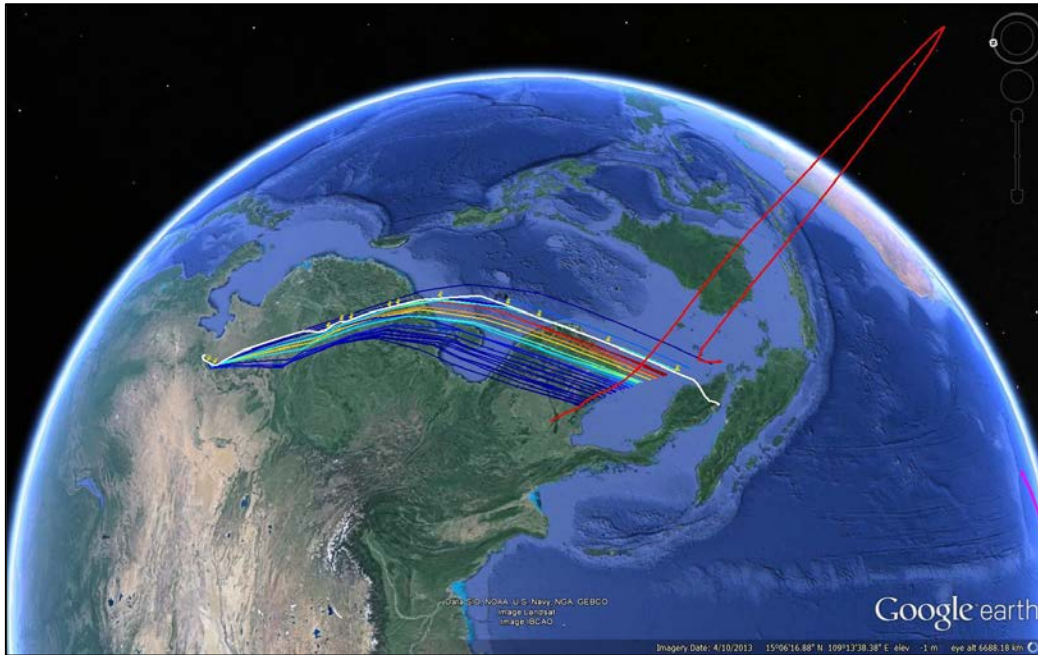 Data SIO, NOAA, U.S. Navy, NGA, GEBCO
Image Landsat
Image IBCAO
Google earth
Imagery Date: 4/10/2013 15°06'16.88" N 109°13'38.38" E elev -1 m eye alt 6688.18 km